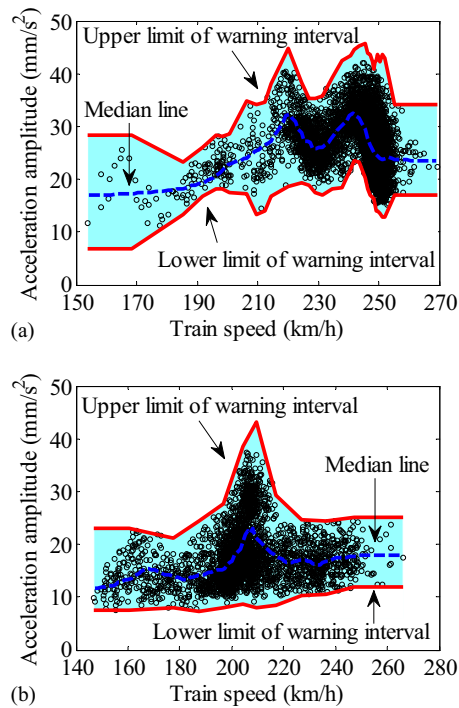 (a)
Acceleration amplitude (mm/s²)
50
40
30
20
10
0
Upper limit of warning interval
Median line
Lower limit of warning interval
150 170 190 210 230 250 270
Train speed (km/h)
(b)
Acceleration amplitude (mm/s²)
50
40
30
20
10
0
Upper limit of warning interval
Median line
Lower limit of warning interval
140 160 180 200 220 240 260 280
Train speed (km/h)